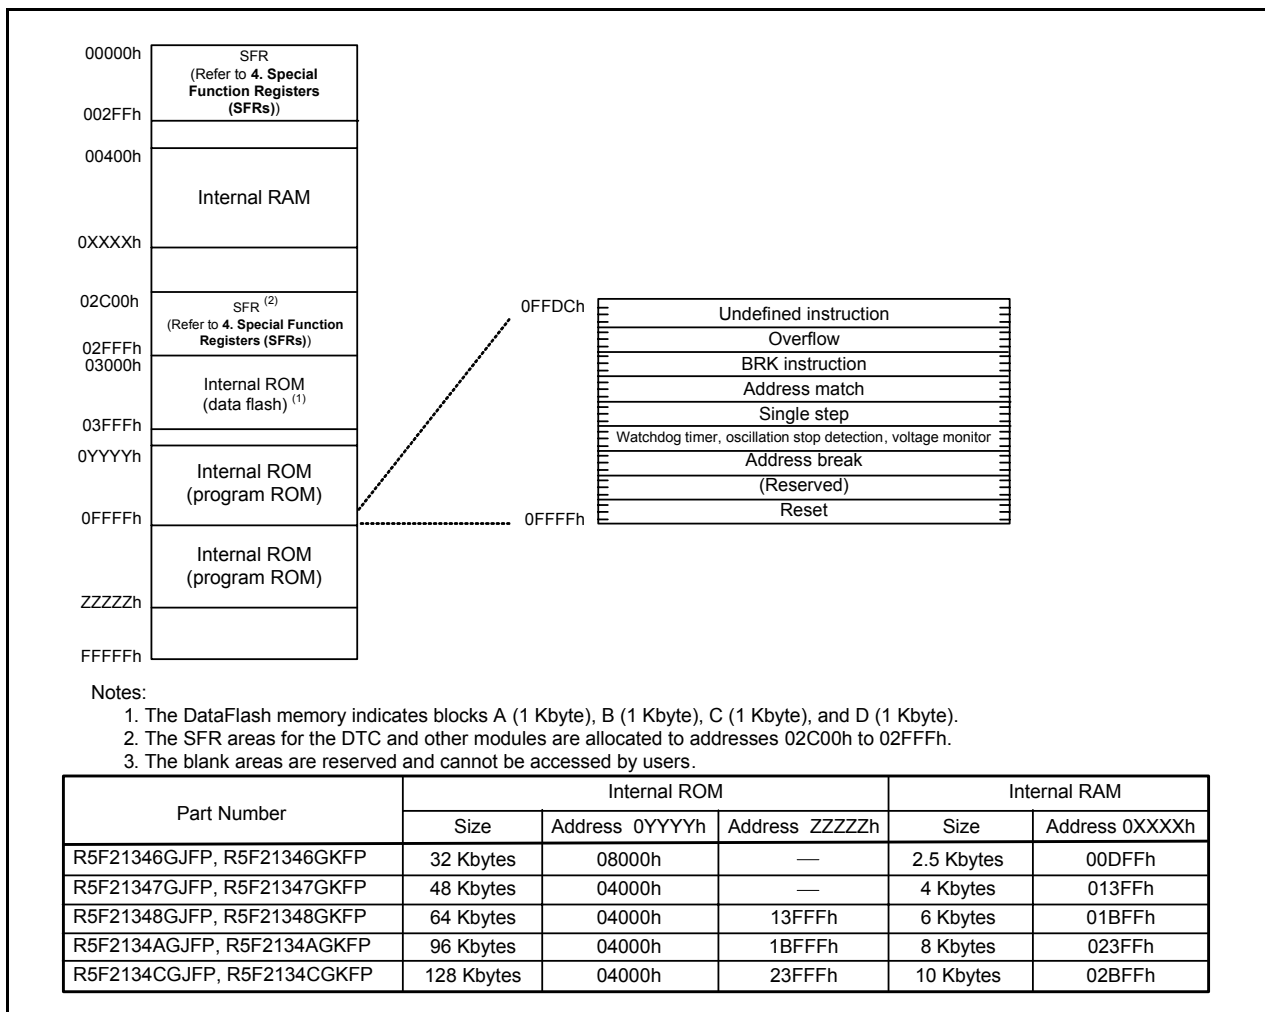 00000h
SFR
(Refer to 4. Special
Function Registers
(SFRs))
002FFh
00400h
Internal RAM
0XXXXh
02C00h
SFR (2)
(Refer to 4. Special Function
Registers (SFRs))
02FFFh
03000h
Internal ROM
(data flash) (1)
03FFFh
0YYYYh
Internal ROM
(program ROM)
0FFFFh
Internal ROM
(program ROM)
ZZZZZh
FFFFFh
0FFDCh
Undefined instruction
Overflow
BRK instruction
Address match
Single step
Watchdog timer, oscillation stop detection, voltage monitor
Address break
(Reserved)
Reset
0FFFFh
Notes:
1. The DataFlash memory indicates blocks A (1 Kbyte), B (1 Kbyte), C (1 Kbyte), and D (1 Kbyte).
2. The SFR areas for the DTC and other modules are allocated to addresses 02C00h to 02FFFh.
3. The blank areas are reserved and cannot be accessed by users.
Part Number Internal ROM Internal RAM
Size Address 0YYYYh Address ZZZZZh Size Address 0XXXXh
R5F21346GJFP, R5F21346GKFP 32 Kbytes 08000h — 2.5 Kbytes 00DFFh
R5F21347GJFP, R5F21347GKFP 48 Kbytes 04000h — 4 Kbytes 013FFh
R5F21348GJFP, R5F21348GKFP 64 Kbytes 04000h 13FFFh 6 Kbytes 01BFFh
R5F2134AGJFP, R5F2134AGKFP 96 Kbytes 04000h 1BFFFh 8 Kbytes 023FFh
R5F2134CGJFP, R5F2134CGKFP 128 Kbytes 04000h 23FFFh 10 Kbytes 02BFFh